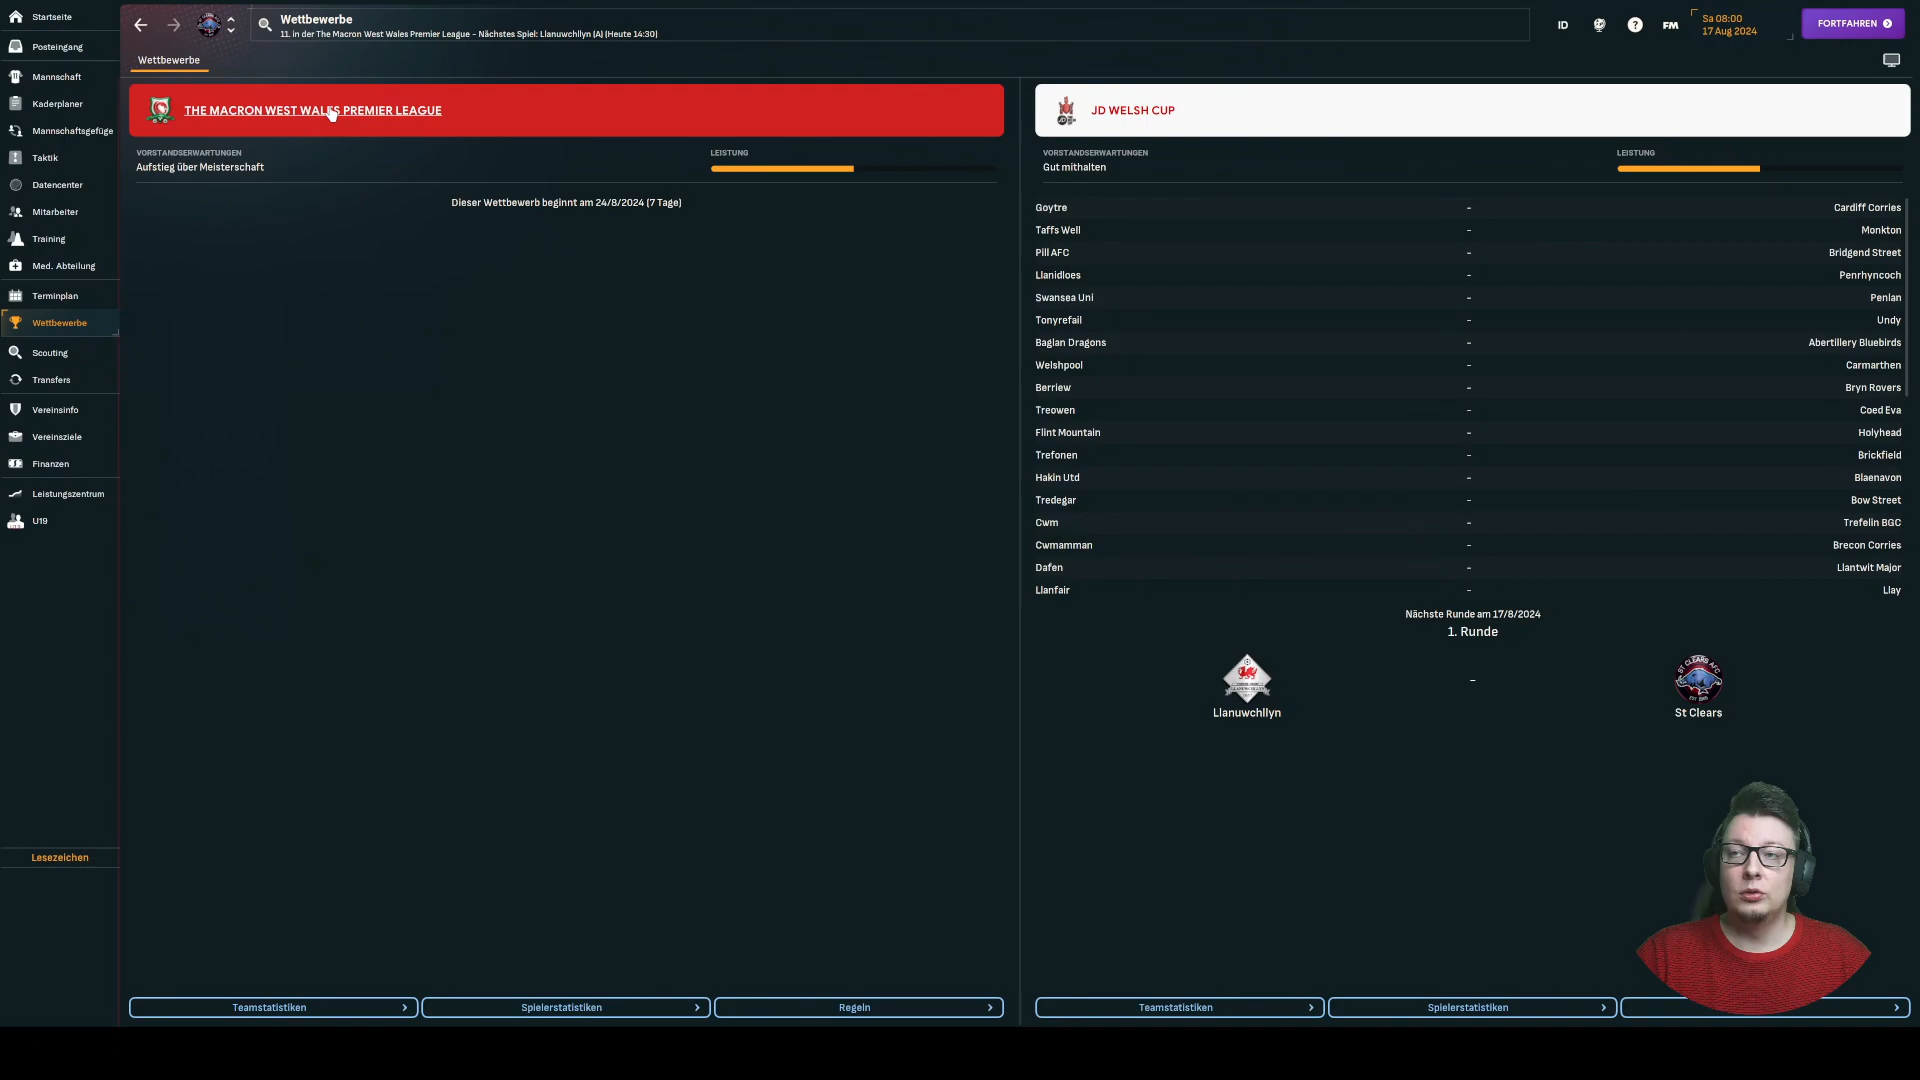 Startseite
Posteingang
Mannschaft
Kaderplaner
Mannschaftsgefüge
Taktik
Datencenter
Mitarbeiter
Training
Med. Abteilung
Terminplan
Wettbewerbe
Scouting
Transfers
Vereinsinfo
Vereinsziele
Finanzen
Leistungszentrum
U19
Lesezeichen
Wettbewerbe
11. in der The Macron West Wales Premier League - Nächstes Spiel: Llanuwchllyn (A) (Heute 14:30)
ID
?
FM
Sa 08:00
17 Aug 2024
FORTFAHREN
Wettbewerbe
THE MACRON WEST WALES PREMIER LEAGUE
VORSTANDSERWARTUNGEN LEISTUNG
Aufstieg über Meisterschaft
Dieser Wettbewerb beginnt am 24/8/2024 (7 Tage)
Teamstatistiken Spielerstatistiken Regeln
JD WELSH CUP
VORSTANDSERWARTUNGEN LEISTUNG
Gut mithalten
Goytre - Cardiff Corries
Taffs Well - Monkton
Pill AFC - Bridgend Street
Llanidloes - Penrhyncoch
Swansea Uni - Penlan
Tonyrefail - Undy
Baglan Dragons - Abertillery Bluebirds
Welshpool - Carmarthen
Berriew - Bryn Rovers
Treowen - Coed Eva
Flint Mountain - Holyhead
Trefonen - Brickfield
Hakin Utd - Blaenavon
Tredegar - Bow Street
Cwm - Trefelin BGC
Cwmamman - Brecon Corries
Dafen - Llantwit Major
Llanfair - Llay
Nächste Runde am 17/8/2024
1. Runde
-
Llanuwchllyn St Clears
Teamstatistiken Spielerstatistiken